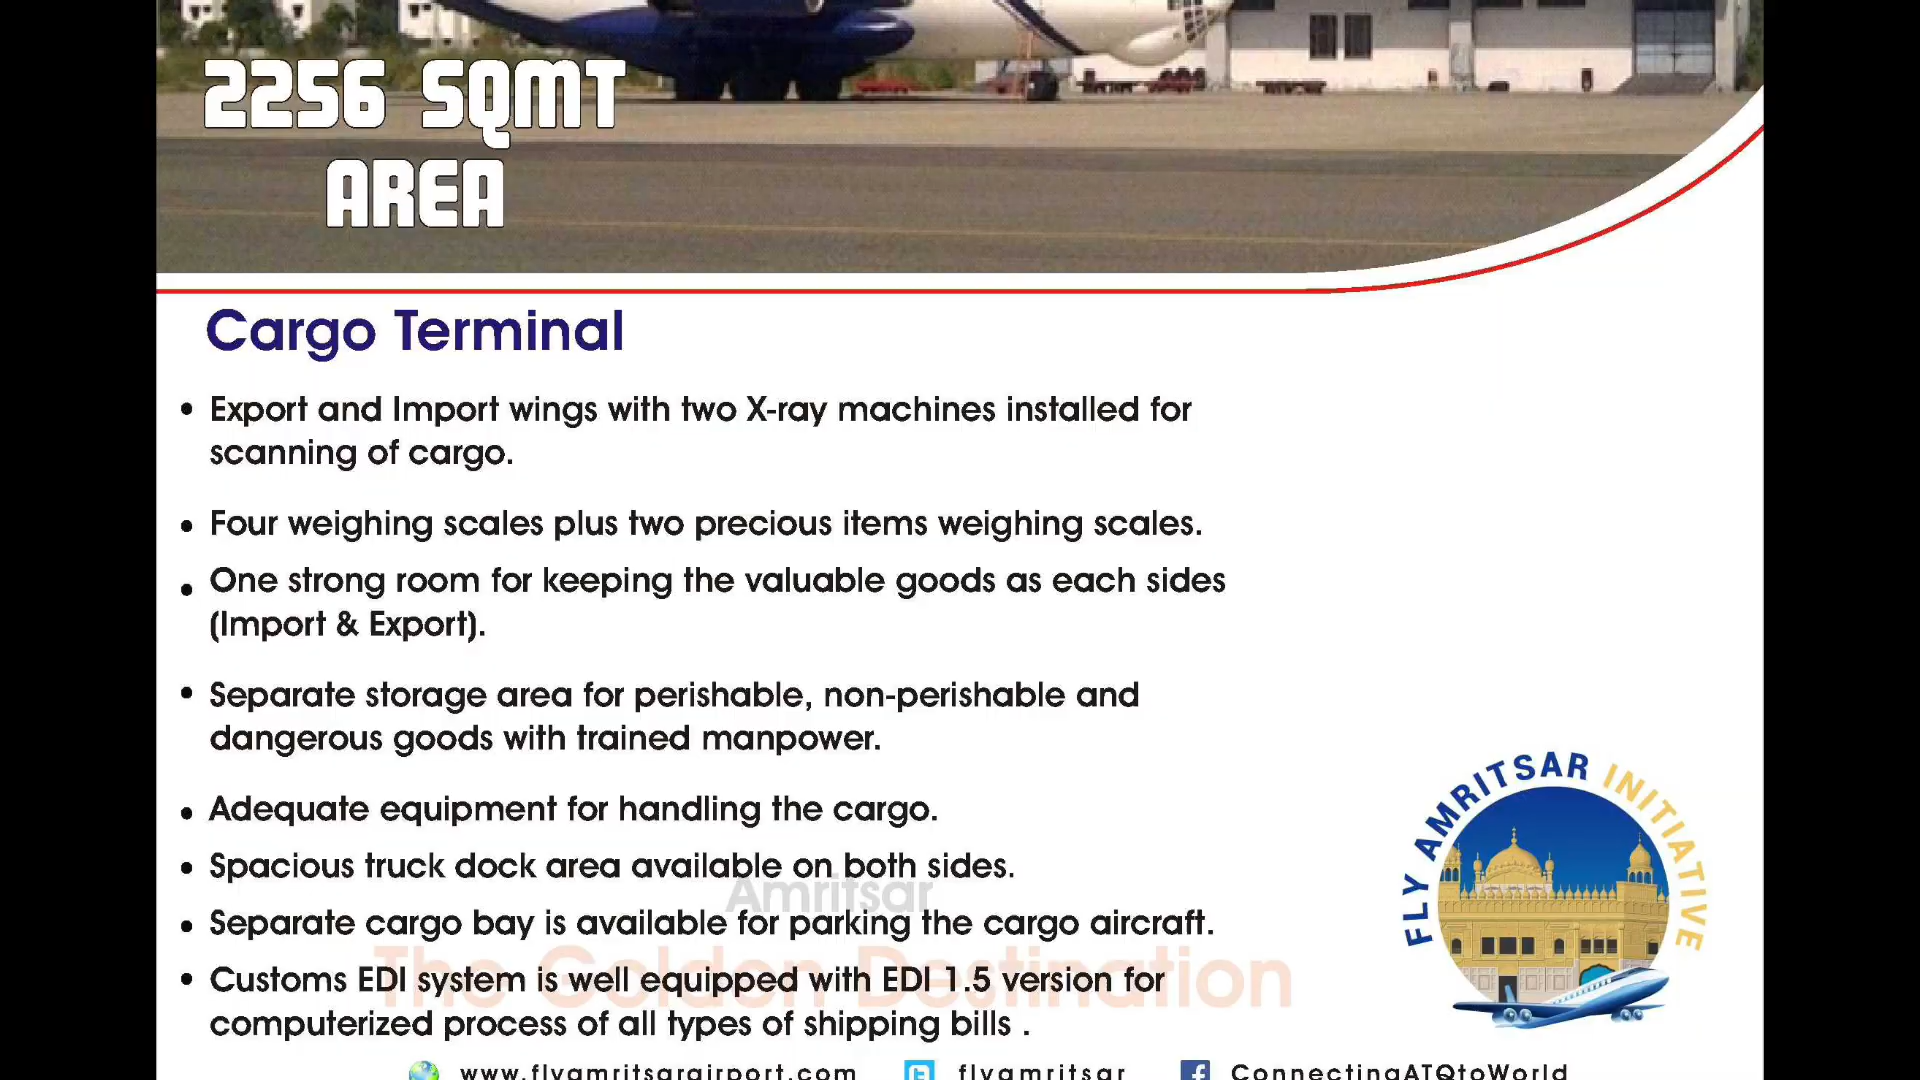 2256 SQMT
AREA
Cargo Terminal
• Export and Import wings with two X-ray machines installed for
scanning of cargo.
• Four weighing scales plus two precious items weighing scales.
• One strong room for keeping the valuable goods as each sides
(Import & Export).
• Separate storage area for perishable, non-perishable and
dangerous goods with trained manpower.
• Adequate equipment for handling the cargo.
• Spacious truck dock area available on both sides.
Amritsar
• Separate cargo bay is available for parking the cargo aircraft.
The Golden Destination
• Customs EDI system is well equipped with EDI 1.5 version for
computerized process of all types of shipping bills .
FLY AMRITSAR INITIATIVE
www.flyamritsarairport.com flyamritsar ConnectingATQtoWorld